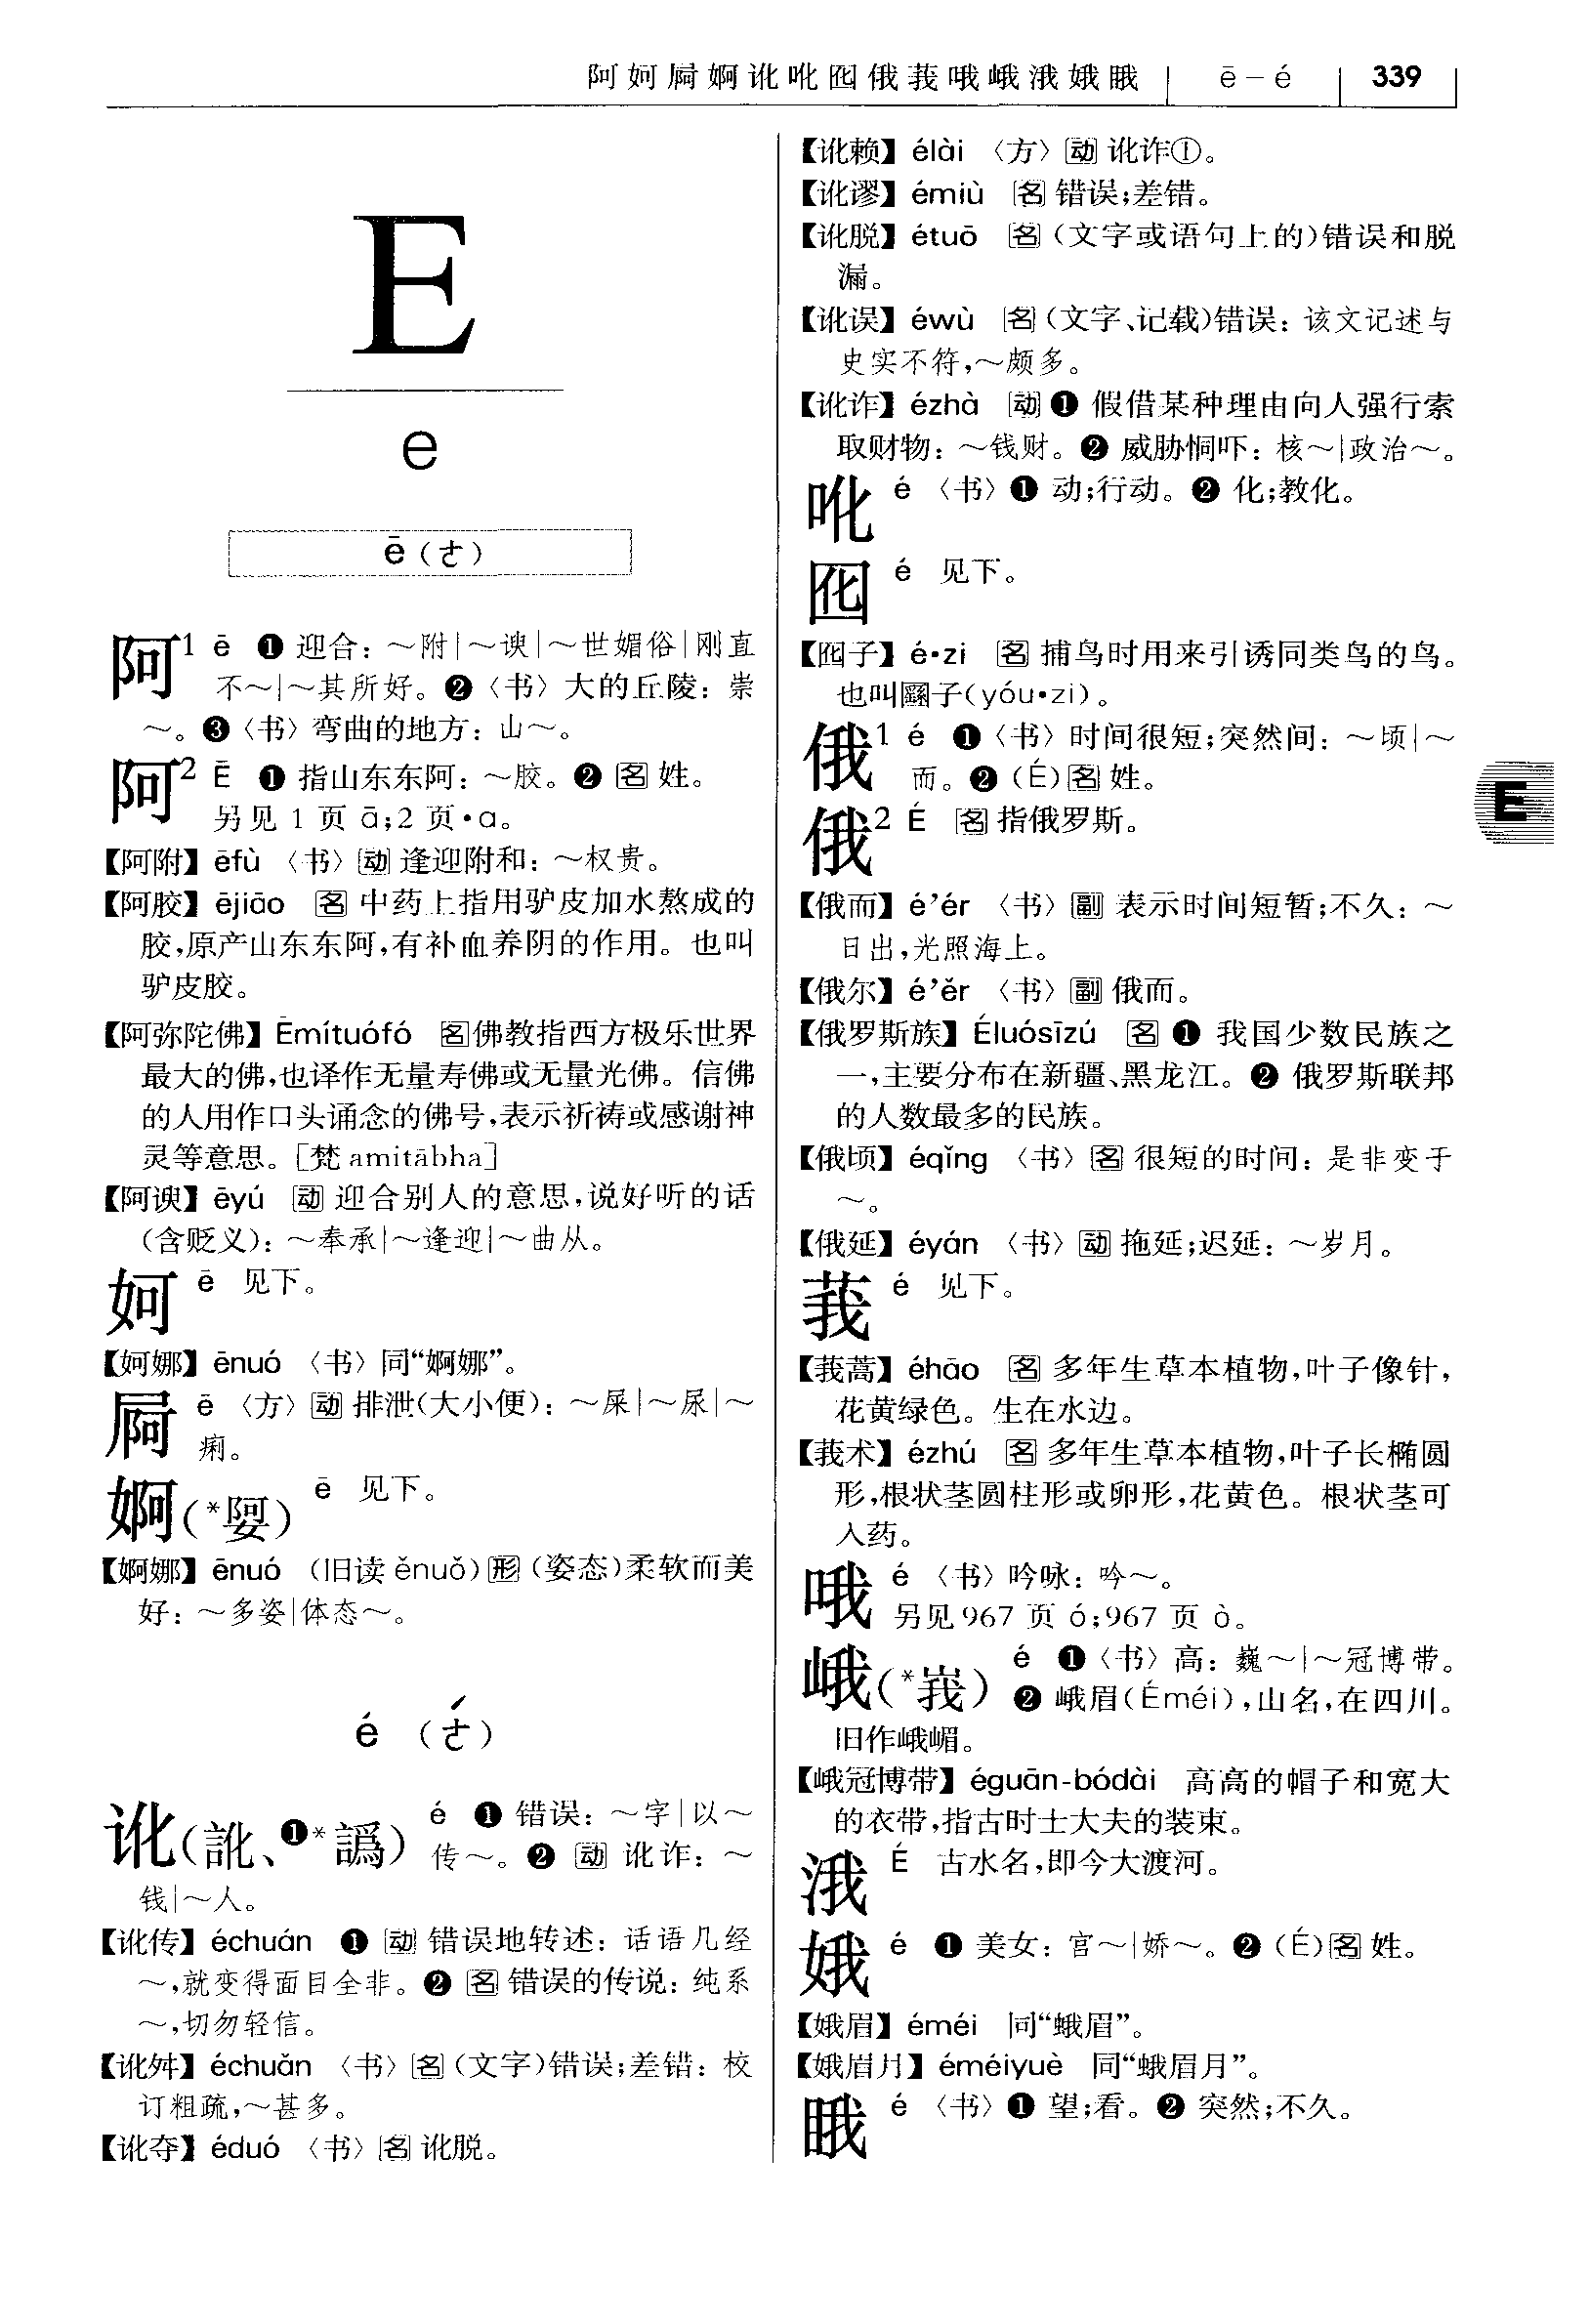 阿妸屙婀讹吪囮俄莪哦峨涐娥睋 ē–é 339
E
e
ē(ㄜ)
阿1 ē ❶ 迎合：～附|～谀|～世媚俗|刚直
不～|～其所好。❷〈书〉大的丘陵：崇
～。❸〈书〉弯曲的地方：山～。
阿2 Ē ❶ 指山东东阿：～胶。❷ 名 姓。
另见 1 页 ā;2 页·a。
【阿附】ēfù 〈书〉动 逢迎附和：～权贵。
【阿胶】ējiāo 名 中药上指用驴皮加水熬成的
胶,原产山东东阿,有补血养阴的作用。也叫
驴皮胶。
【阿弥陀佛】Ēmítuófó 名 佛教指西方极乐世界
最大的佛,也译作无量寿佛或无量光佛。信佛
的人用作口头诵念的佛号,表示祈祷或感谢神
灵等意思。[梵 amitābha]
【阿谀】ēyú 动 迎合别人的意思,说好听的话
(含贬义)：～奉承|～逢迎|～曲从。
妸 ē 见下。
【妸娜】ēnuó 〈书〉同“婀娜”。
屙 ē 〈方〉动 排泄(大小便)：～屎|～尿|～
痢。
婀(*娿) ē 见下。
【婀娜】ēnuó (旧读 ěnuǒ)形 (姿态)柔软而美
好：～多姿|体态～。
é (ㄜˊ)
讹(訛、❶*譌) é ❶ 错误：～字|以～
传～。❷ 动 讹诈：～
钱|～人。
【讹传】échuán ❶ 动 错误地转述：话语几经
～,就变得面目全非。❷ 名 错误的传说：纯系
～,切勿轻信。
【讹舛】échuǎn 〈书〉名 (文字)错误;差错：校
订粗疏,～甚多。
【讹夺】éduó 〈书〉名 讹脱。
【讹赖】élài 〈方〉动 讹诈①。
【讹谬】émiù 名 错误;差错。
【讹脱】étuō 名 (文字或语句上的)错误和脱
漏。
【讹误】éwù 名 (文字、记载)错误：该文记述与
史实不符,～颇多。
【讹诈】ézhà 动 ❶ 假借某种理由向人强行索
取财物：～钱财。❷ 威胁恫吓：核～|政治～。
吪 é 〈书〉❶ 动;行动。❷ 化;教化。
囮 é 见下。
【囮子】é·zi 名 捕鸟时用来引诱同类鸟的鸟。
也叫圝子(yóu·zi)。
俄1 é ❶〈书〉时间很短;突然间：～顷|～
而。❷ (É)名 姓。
俄2 É 名 指俄罗斯。
E
【俄而】é’ér 〈书〉副 表示时间短暂;不久：～
日出,光照海上。
【俄尔】é’ěr 〈书〉副 俄而。
【俄罗斯族】Éluósīzú 名 ❶ 我国少数民族之
一,主要分布在新疆、黑龙江。❷ 俄罗斯联邦
的人数最多的民族。
【俄顷】éqǐng 〈书〉名 很短的时间：是非变于
～。
【俄延】éyán 〈书〉动 拖延;迟延：～岁月。
莪 é 见下。
【莪蒿】éhāo 名 多年生草本植物,叶子像针,
花黄绿色。生在水边。
【莪术】ézhú 名 多年生草本植物,叶子长椭圆
形,根状茎圆柱形或卵形,花黄色。根状茎可
入药。
哦 é 〈书〉吟咏：吟～。
另见 967 页 ó;967 页 ò。
峨(*峩) é ❶〈书〉高：巍～|～冠博带。
❷ 峨眉(Éméi),山名,在四川。
旧作峨嵋。
【峨冠博带】éguān-bódài 高高的帽子和宽大
的衣带,指古时士大夫的装束。
涐 É 古水名,即今大渡河。
娥 é ❶ 美女：宫～|娇～。❷ (É)名 姓。
【娥眉】éméi 同“蛾眉”。
【娥眉月】éméiyuè 同“蛾眉月”。
睋 é 〈书〉❶ 望;看。❷ 突然;不久。